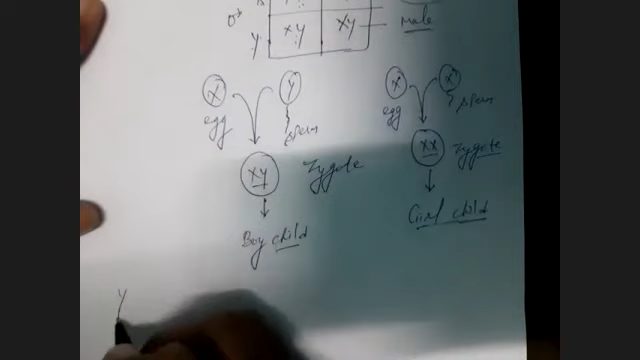 ♂
XY XY Male
Y
X Y X X
egg sperm egg sperm
XY Zygote XX Zygote
Boy child Girl child
Y